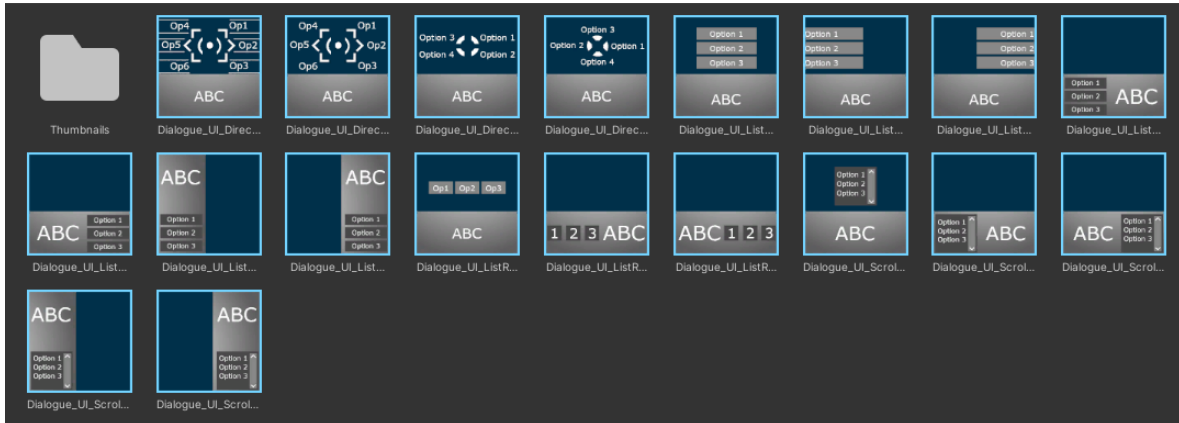 Op4 Op1
Op5 Op2
Op6 Op3
ABC
Op4 Op1
Op5 Op2
Op6 Op3
ABC
Option 3 Option 1
Option 4 Option 2
ABC
Option 3
Option 2 Option 1
Option 4
ABC
Option 1
Option 2
Option 3
ABC
Option 1
Option 2
Option 3
ABC
Option 1
Option 2
Option 3
ABC
Option 1
Option 2
Option 3
ABC
Thumbnails
Dialogue_UI_Direc...
Dialogue_UI_Direc...
Dialogue_UI_Direc...
Dialogue_UI_Direc...
Dialogue_UI_List...
Dialogue_UI_List...
Dialogue_UI_List...
Dialogue_UI_List...
ABC
Option 1
Option 2
Option 3
ABC
Option 1
Option 2
Option 3
ABC
Option 1
Option 2
Option 3
Op1 Op2 Op3
ABC
1 2 3 ABC
ABC 1 2 3
Option 1
Option 2
Option 3
ABC
Option 1
Option 2
Option 3
ABC
ABC
Option 1
Option 2
Option 3
Dialogue_UI_List...
Dialogue_UI_List...
Dialogue_UI_List...
Dialogue_UI_ListR...
Dialogue_UI_ListR...
Dialogue_UI_ListR...
Dialogue_UI_Scrol...
Dialogue_UI_Scrol...
Dialogue_UI_Scrol...
ABC
Option 1
Option 2
Option 3
ABC
Option 1
Option 2
Option 3
Dialogue_UI_Scrol...
Dialogue_UI_Scrol...